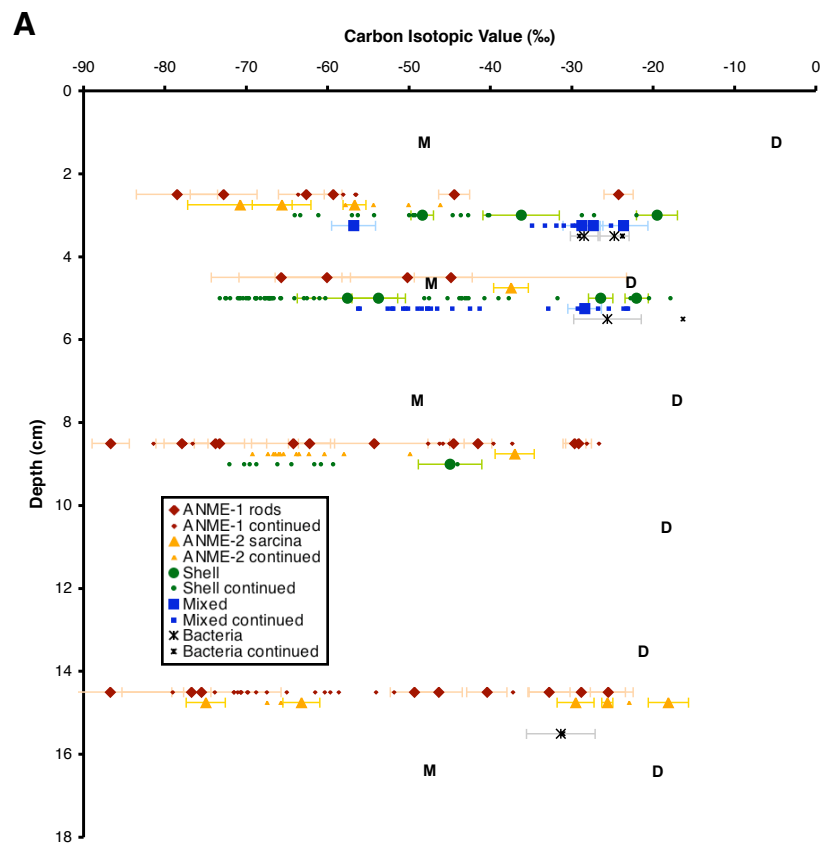 A
Carbon Isotopic Value (‰)
-90 -80 -70 -60 -50 -40 -30 -20 -10 0
0
M D
2
4
M D
6
M D
8
Depth (cm)
10
D
ANME-1 rods
ANME-1 continued
ANME-2 sarcina
ANME-2 continued
Shell
Shell continued
Mixed
Mixed continued
Bacteria
Bacteria continued
12
D
14
16
M D
18